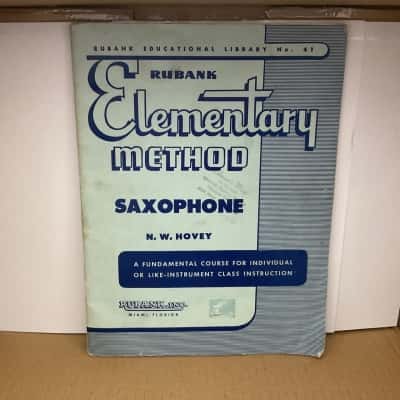 RUBANK EDUCATIONAL LIBRARY No. 41
RUBANK
Elementary
METHOD
SAXOPHONE
N. W. HOVEY
A FUNDAMENTAL COURSE FOR INDIVIDUAL
OR LIKE-INSTRUMENT CLASS INSTRUCTION
RUBANK, INC.
MIAMI, FLORIDA